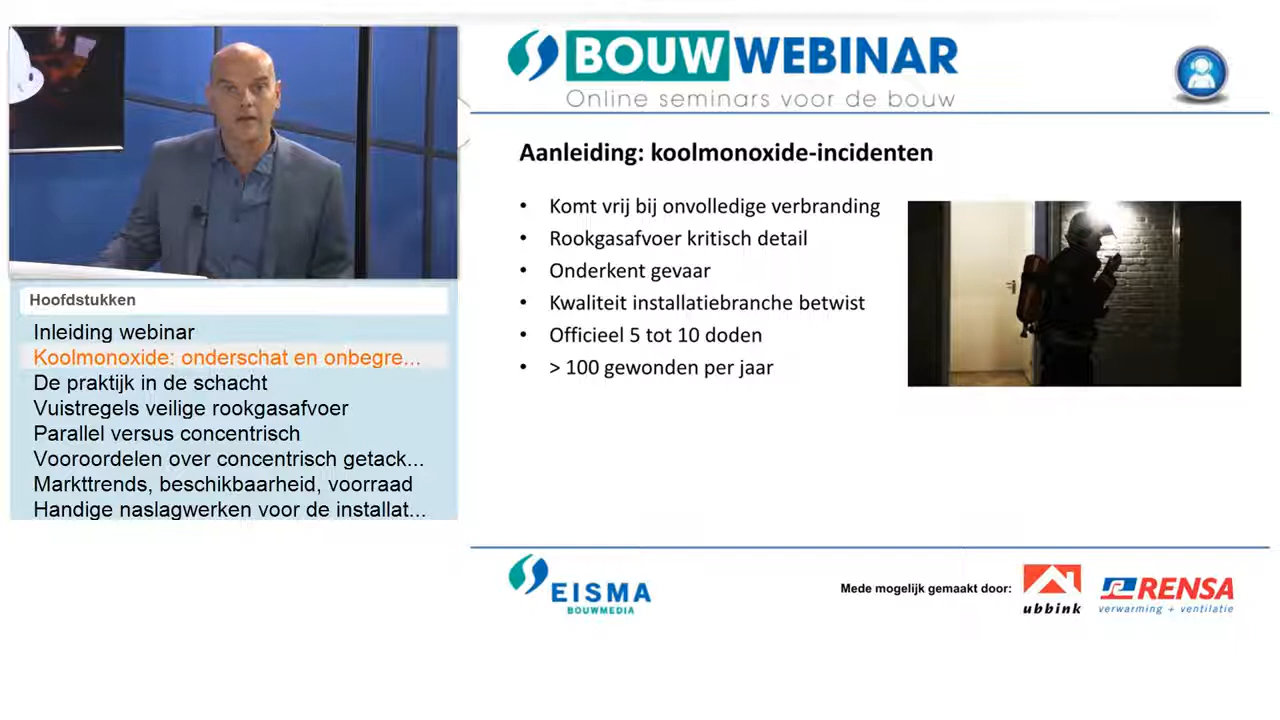 BOUWWEBINAR
Online seminars voor de bouw
Aanleiding: koolmonoxide-incidenten
• Komt vrij bij onvolledige verbranding
• Rookgasafvoer kritisch detail
• Onderkent gevaar
• Kwaliteit installatiebranche betwist
• Officieel 5 tot 10 doden
• > 100 gewonden per jaar
Hoofdstukken
Inleiding webinar
Koolmonoxide: onderschat en onbegre...
De praktijk in de schacht
Vuistregels veilige rookgasafvoer
Parallel versus concentrisch
Vooroordelen over concentrisch getack...
Markttrends, beschikbaarheid, voorraad
Handige naslagwerken voor de installat...
EISMA
BOUWMEDIA
Mede mogelijk gemaakt door:
ubbink
RENSA
verwarming + ventilatie